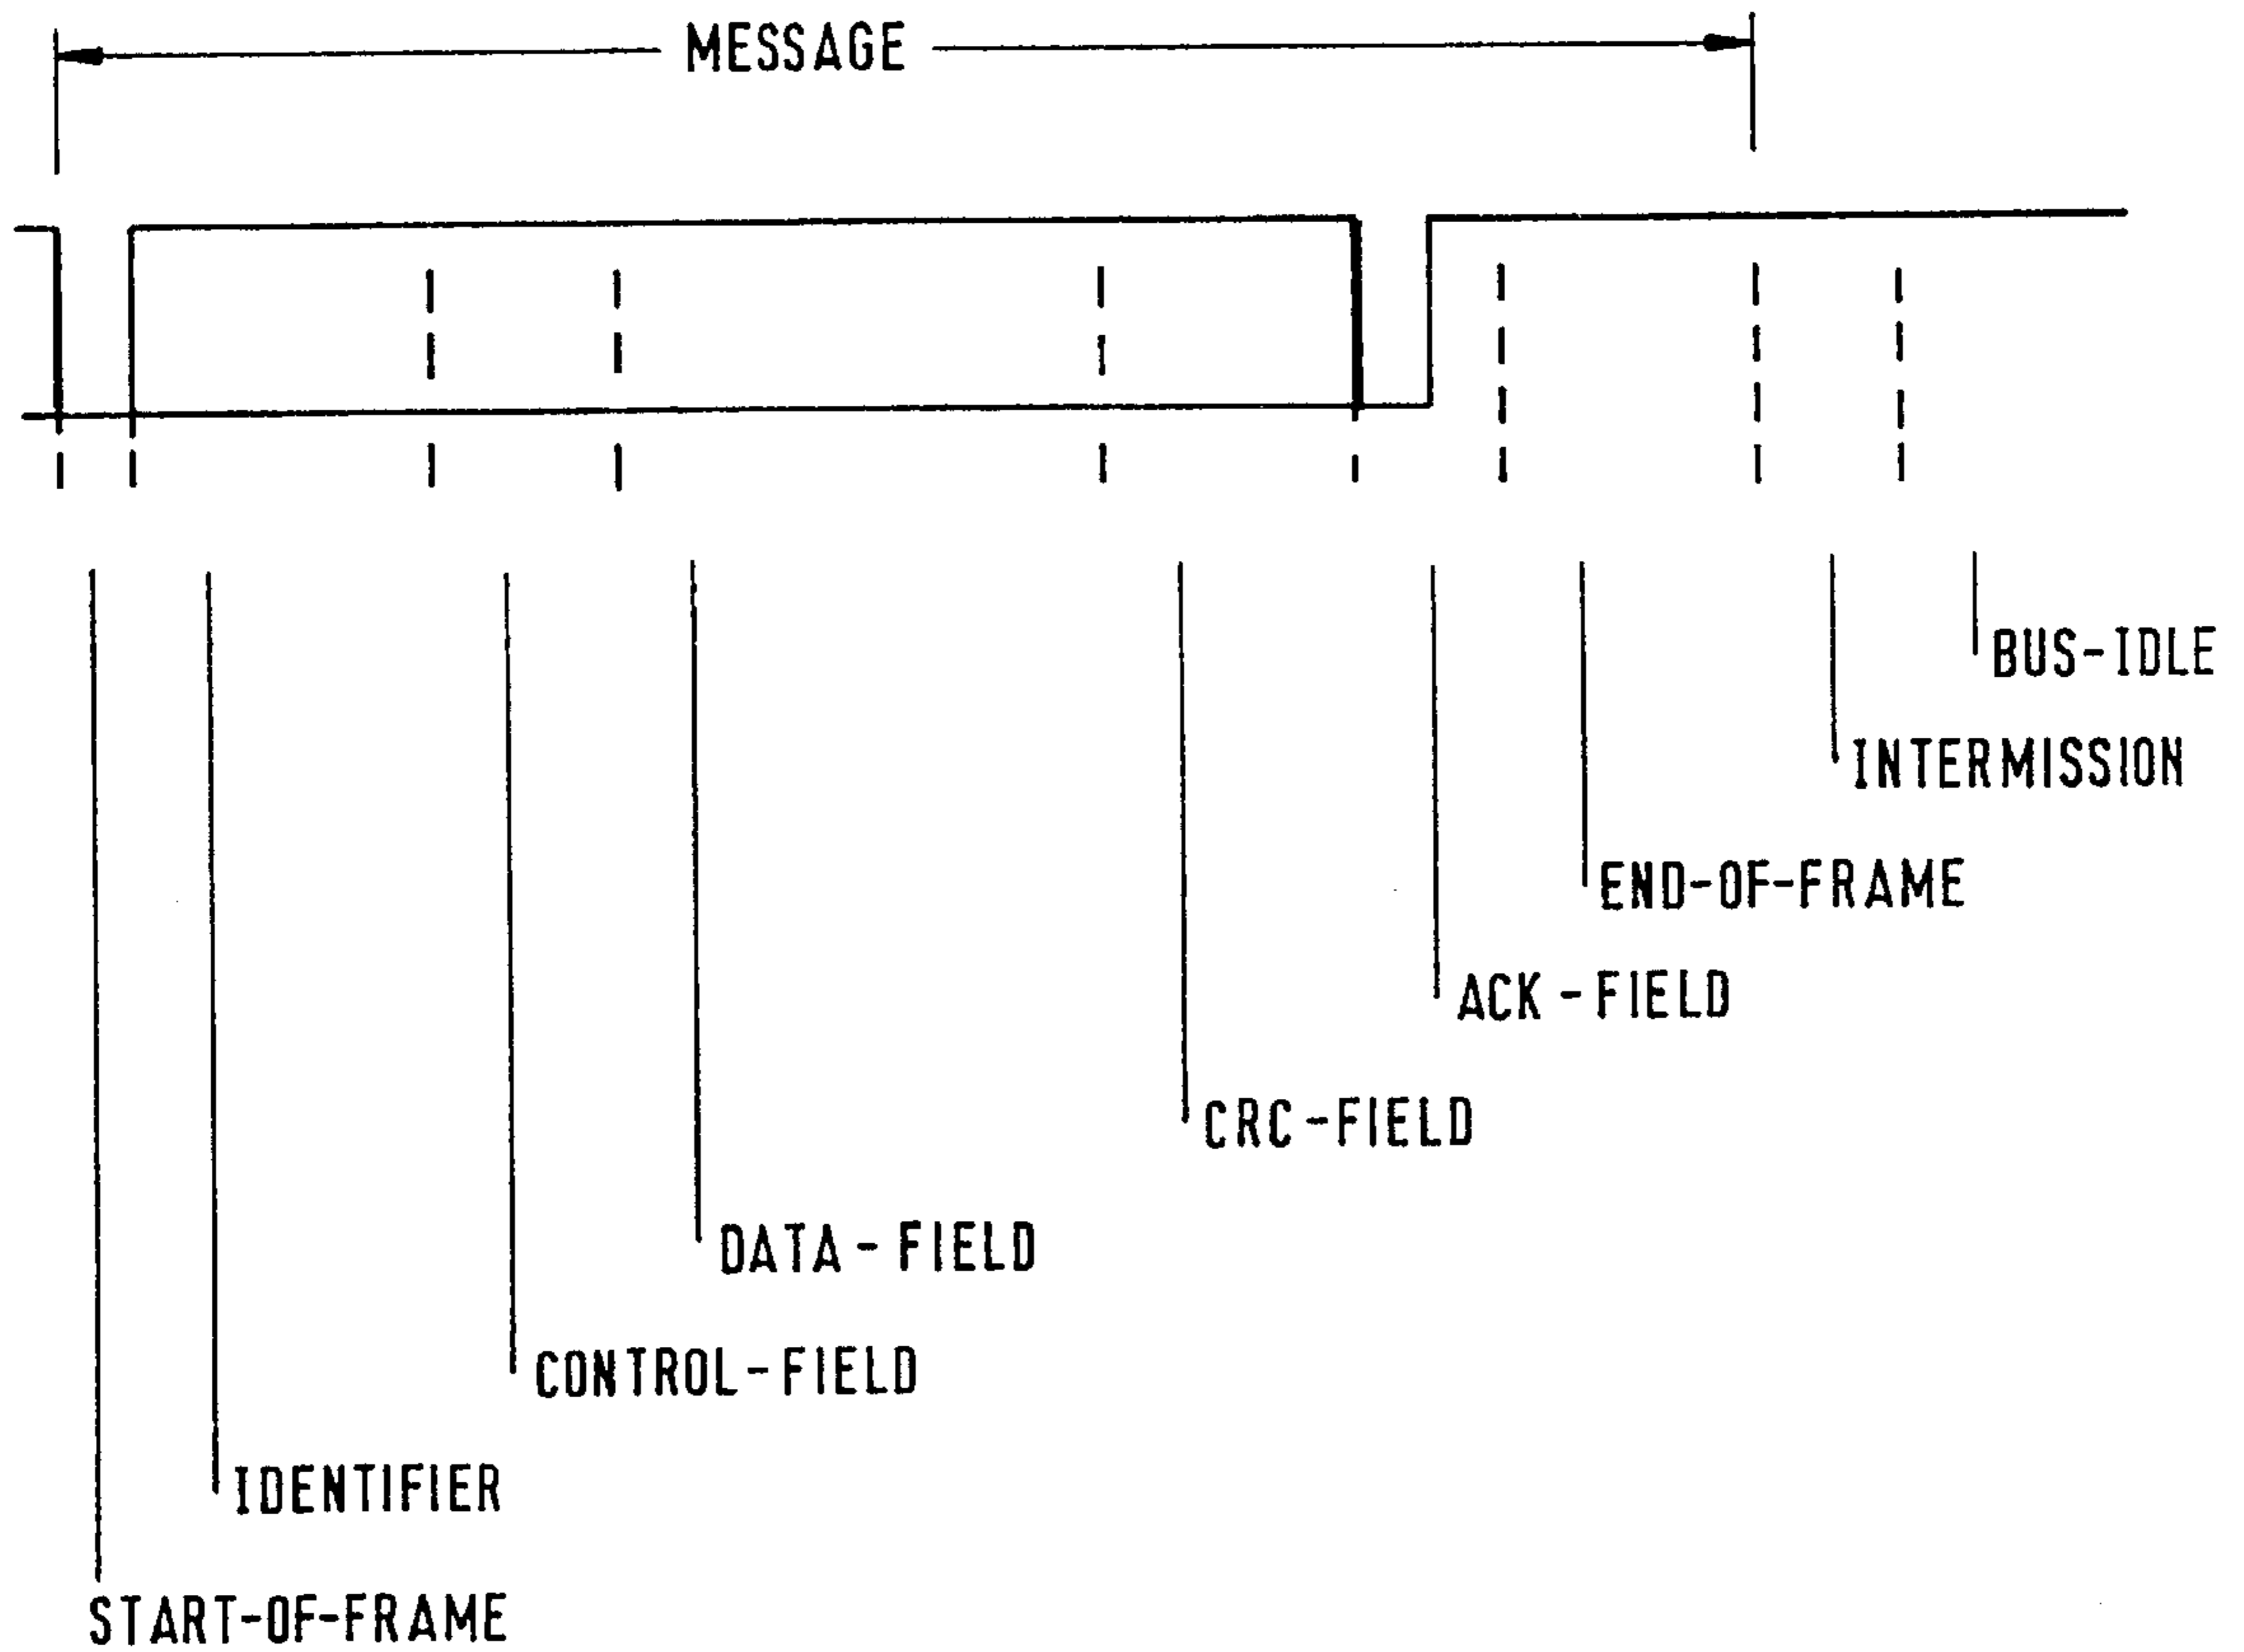 MESSAGE
BUS-IDLE
INTERMISSION
END-OF-FRAME
ACK-FIELD
CRC-FIELD
DATA-FIELD
CONTROL-FIELD
IDENTIFIER
START-OF-FRAME